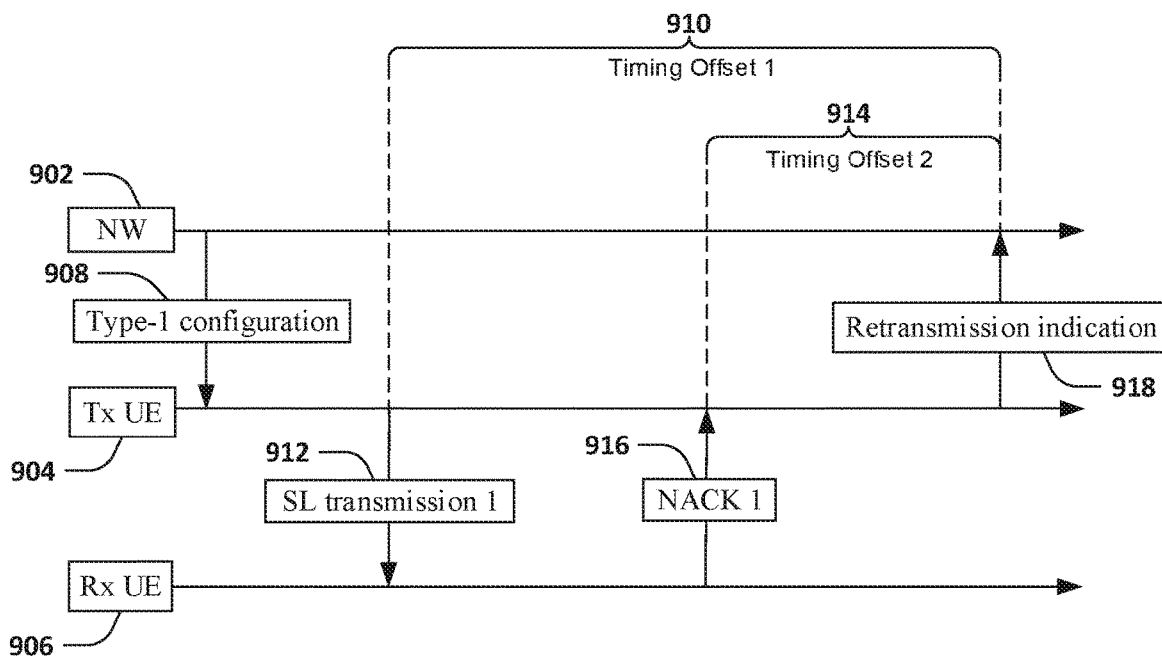 910
Timing Offset 1
914
Timing Offset 2
902
NW
908
Type-1 configuration
Retransmission indication
918
Tx UE
904
912
SL transmission 1
916
NACK 1
Rx UE
906